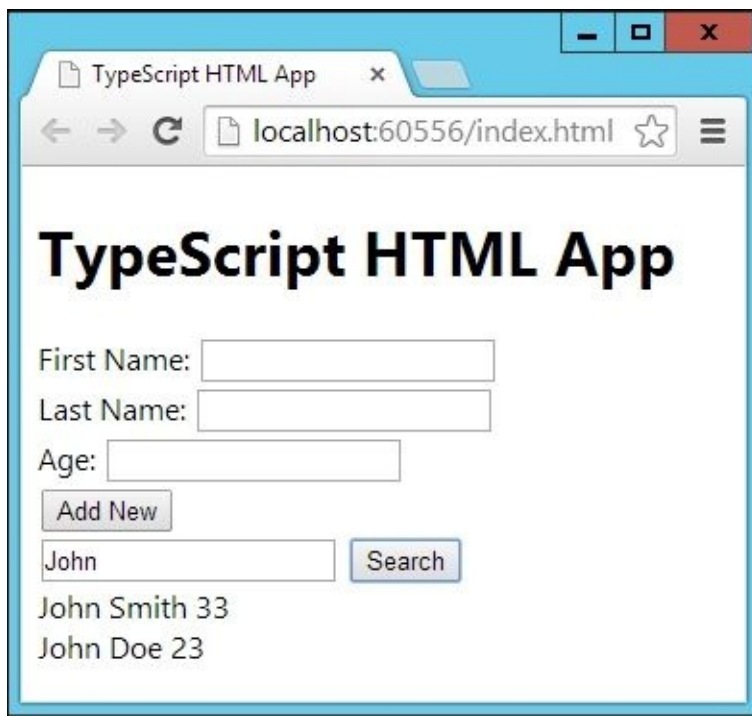 TypeScript HTML App
localhost:60556/index.html
TypeScript HTML App
First Name:
Last Name:
Age:
Add New
John Search
John Smith 33
John Doe 23